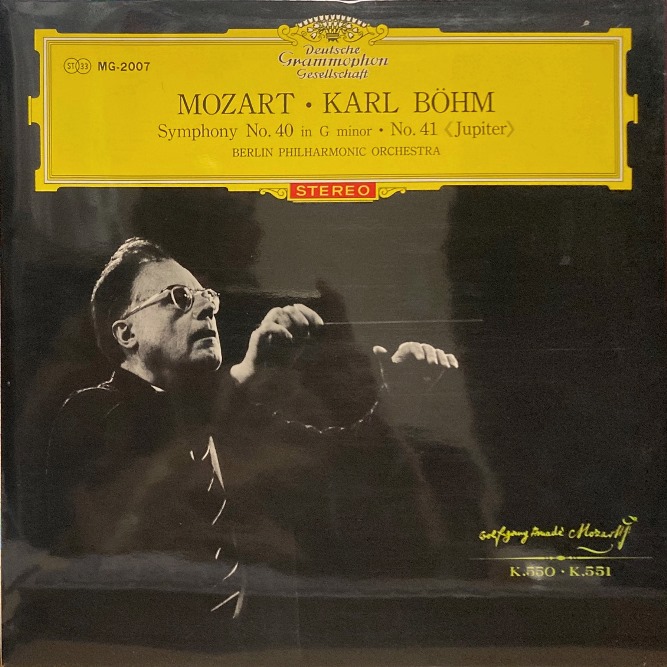 Deutsche
Grammophon
Gesellschaft
ST 33 MG-2007
MOZART · KARL BÖHM
Symphony No. 40 in G minor · No. 41 《Jupiter》
BERLIN PHILHARMONIC ORCHESTRA
STEREO
Wolfgang Amadè Mozart
K.550 · K.551